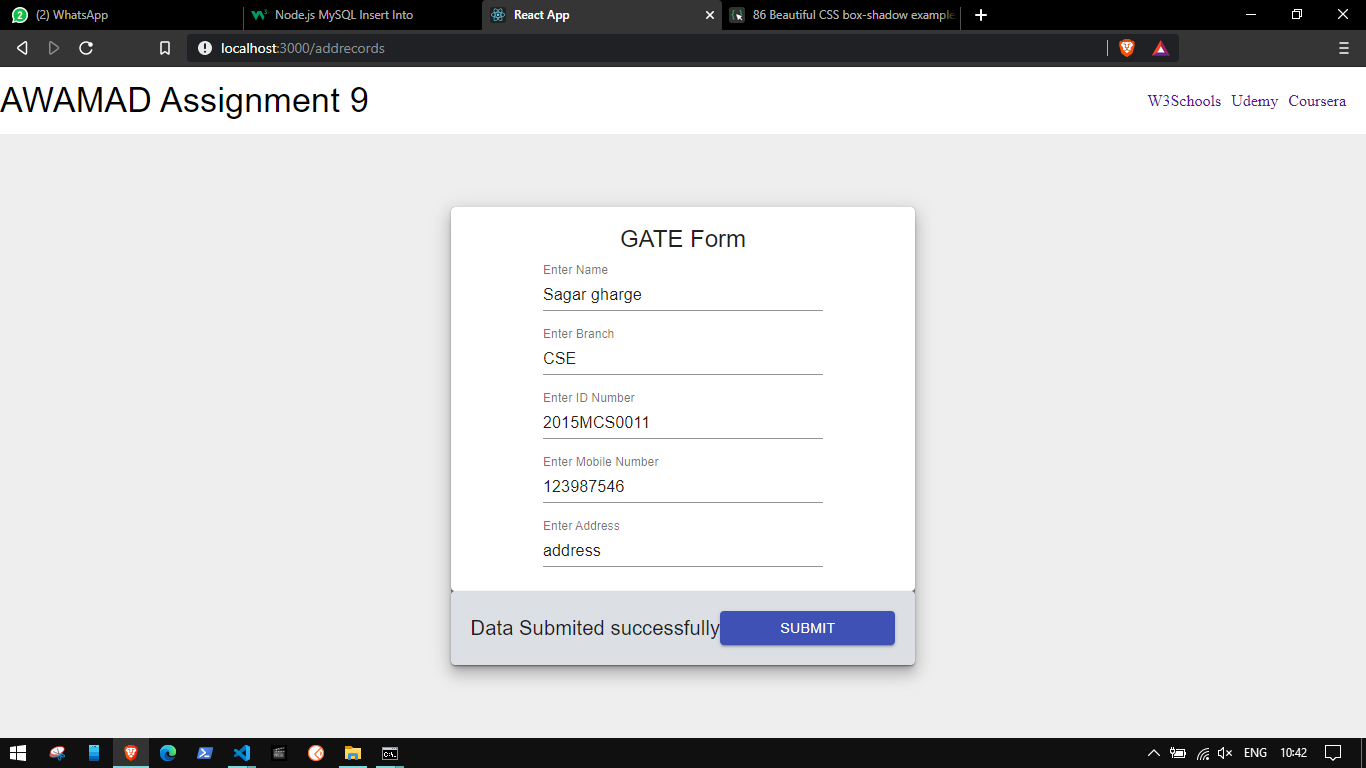 (2) WhatsApp
Node.js MySQL Insert Into
React App
86 Beautiful CSS box-shadow example
localhost:3000/addrecords
AWAMAD Assignment 9
W3Schools Udemy Coursera
GATE Form
Enter Name
Sagar gharge
Enter Branch
CSE
Enter ID Number
2015MCS0011
Enter Mobile Number
123987546
Enter Address
address
Data Submited successfully
SUBMIT
ENG
10:42